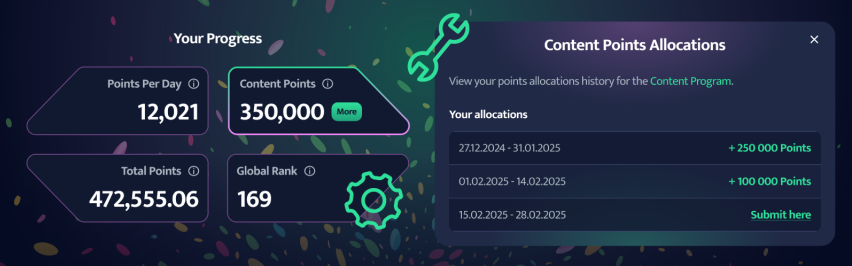 Your Progress
Points Per Day
12,021
Content Points
350,000 More
Total Points
472,555.06
Global Rank
169
Content Points Allocations
View your points allocations history for the Content Program.
Your allocations
27.12.2024 - 31.01.2025 + 250 000 Points
01.02.2025 - 14.02.2025 + 100 000 Points
15.02.2025 - 28.02.2025 Submit here